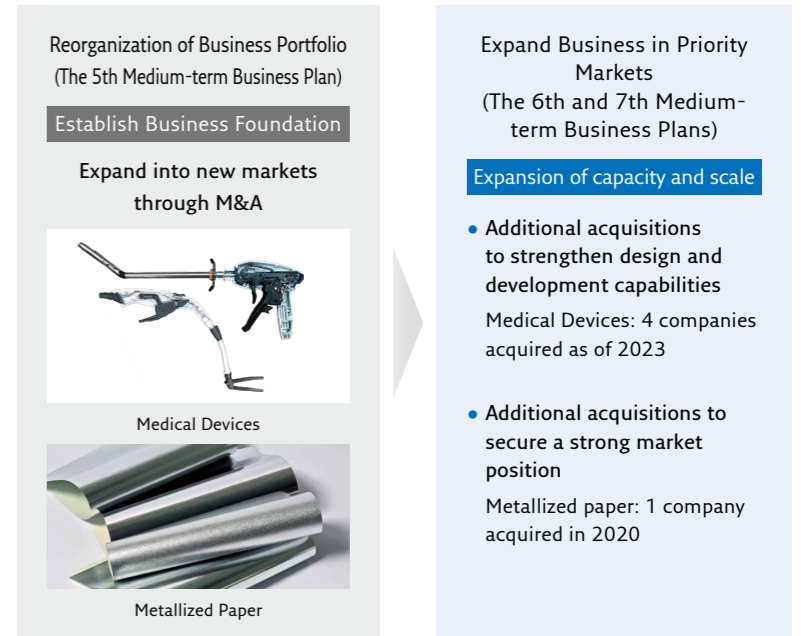 Reorganization of Business Portfolio
(The 5th Medium-term Business Plan)
Establish Business Foundation
Expand into new markets
through M&A
Medical Devices
Metallized Paper
Expand Business in Priority
Markets
(The 6th and 7th Medium-
term Business Plans)
Expansion of capacity and scale
● Additional acquisitions
to strengthen design and
development capabilities
Medical Devices: 4 companies
acquired as of 2023
● Additional acquisitions to
secure a strong market
position
Metallized paper: 1 company
acquired in 2020